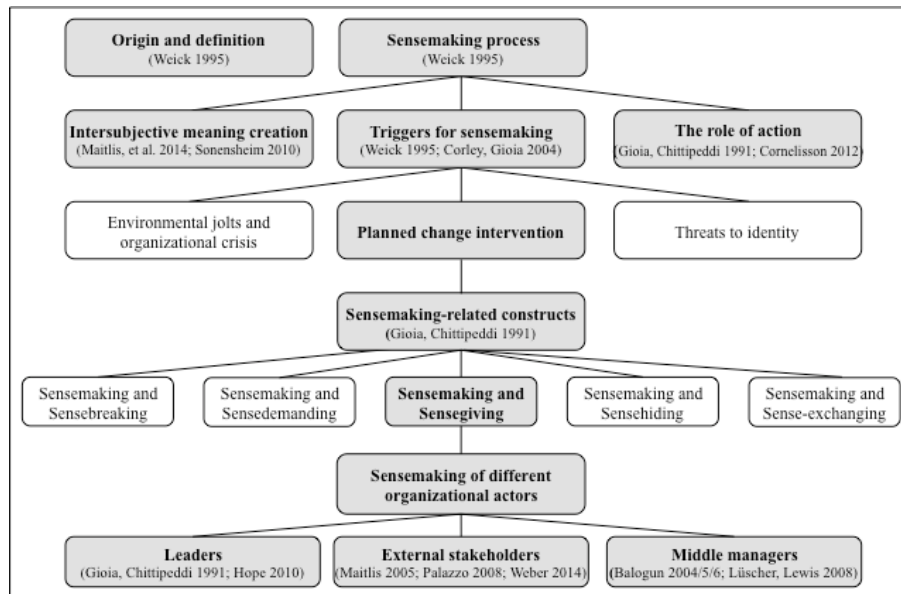 Origin and definition
(Weick 1995)
Sensemaking process
(Weick 1995)
Intersubjective meaning creation
(Maitlis, et al. 2014; Sonensheim 2010)
Triggers for sensemaking
(Weick 1995; Corley, Gioia 2004)
The role of action
(Gioia, Chittipeddi 1991; Cornelisson 2012)
Environmental jolts and
organizational crisis
Planned change intervention
Threats to identity
Sensemaking-related constructs
(Gioia, Chittipeddi 1991)
Sensemaking and
Sensebreaking
Sensemaking and
Sensedemanding
Sensemaking and
Sensegiving
Sensemaking and
Sensehiding
Sensemaking and
Sense-exchanging
Sensemaking of different
organizational actors
Leaders
(Gioia, Chittipeddi 1991; Hope 2010)
External stakeholders
(Maitlis 2005; Palazzo 2008; Weber 2014)
Middle managers
(Balogun 2004/5/6; Lüscher, Lewis 2008)